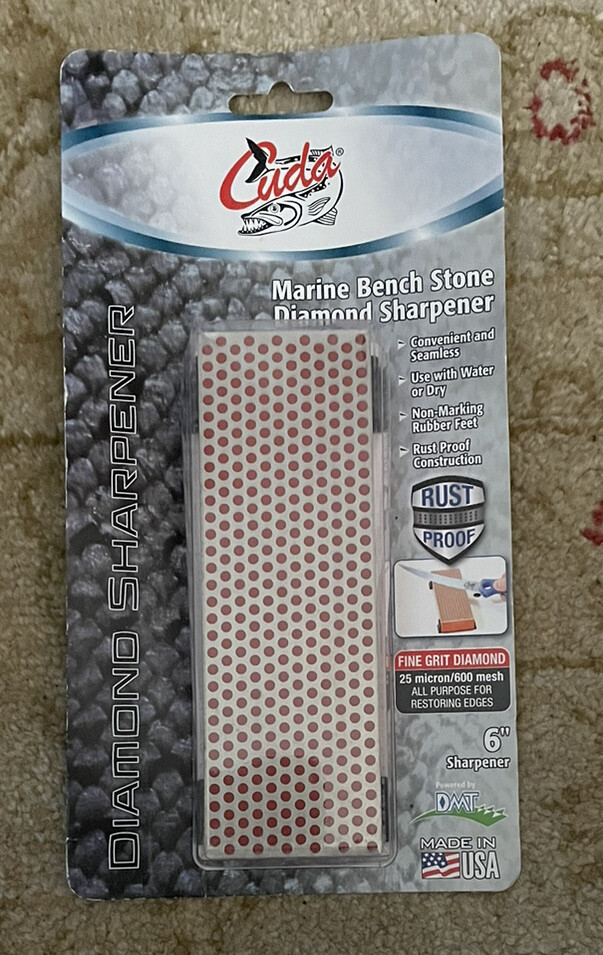 Cuda®
Marine Bench Stone
Diamond Sharpener
Convenient and
Seamless
Use with Water
or Dry
Non-Marking
Rubber Feet
Rust Proof
Construction
RUST
PROOF
FINE GRIT DIAMOND
25 micron/600 mesh
ALL PURPOSE FOR
RESTORING EDGES
6"
Sharpener
Powered by
DMT
MADE IN
USA
DIAMOND SHARPENER